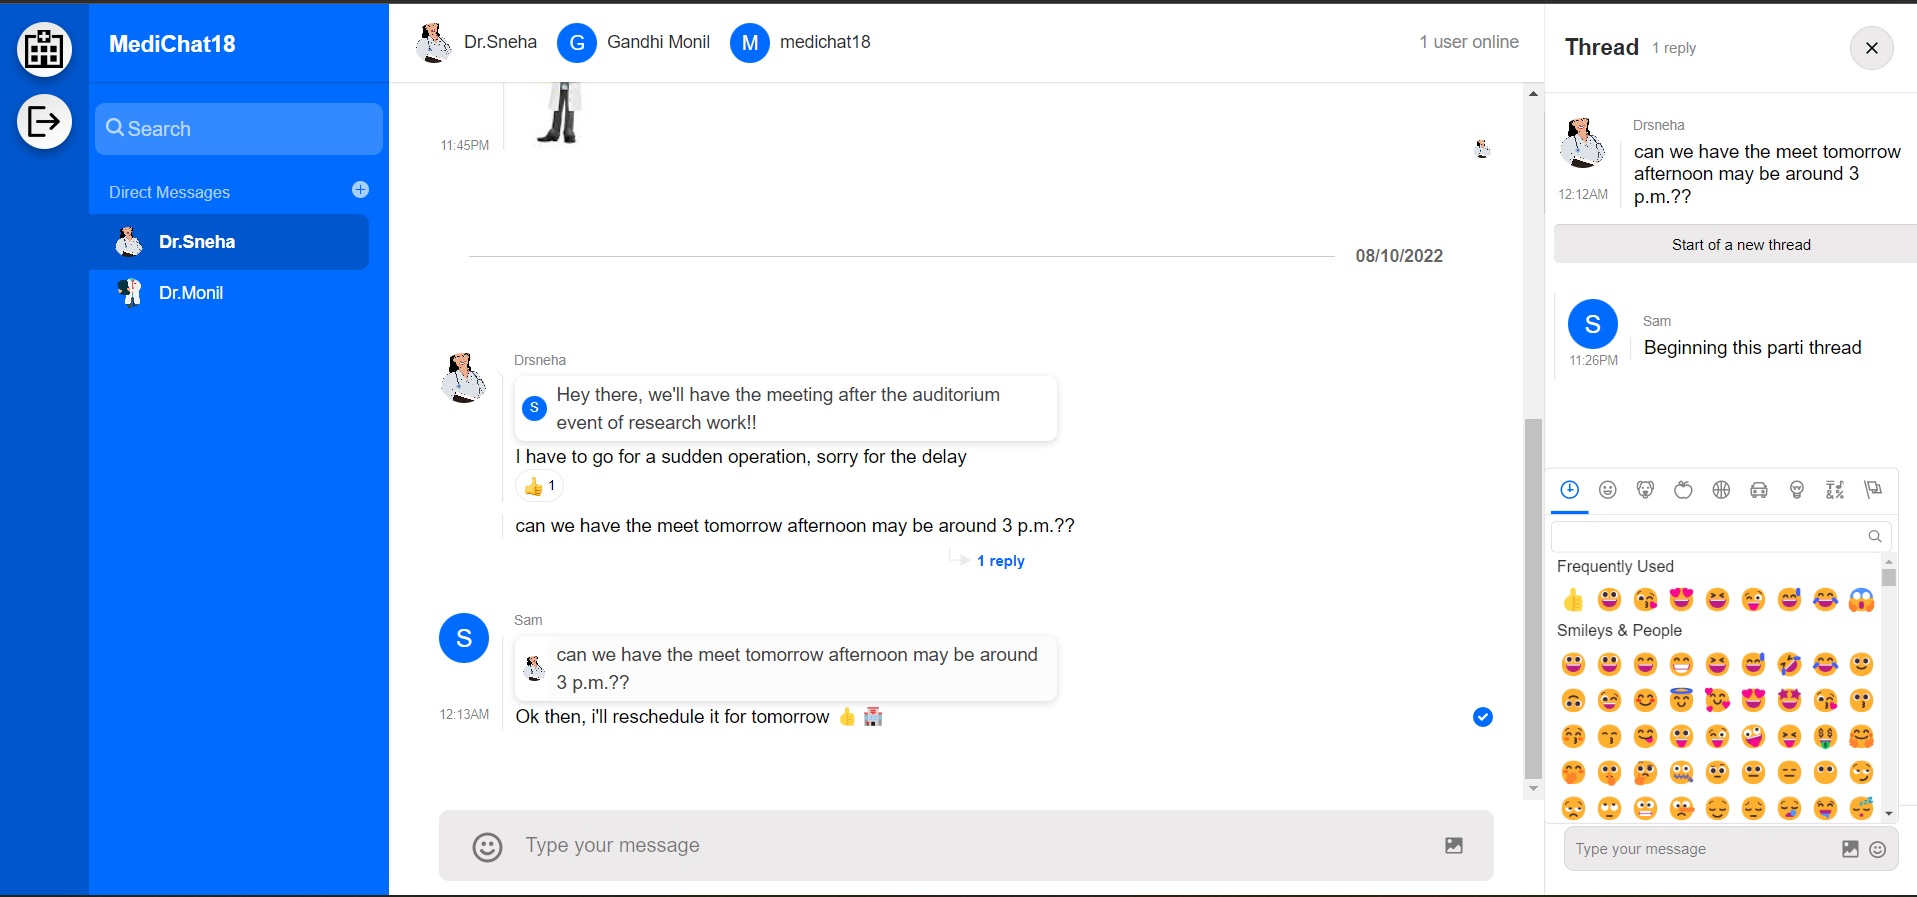 MediChat18
Search
Direct Messages
Dr.Sneha
Dr.Monil
Dr.Sneha
G
Gandhi Monil
M
medichat18
1 user online
11:45PM
08/10/2022
Drsneha
S
Hey there, we'll have the meeting after the auditorium
event of research work!!
I have to go for a sudden operation, sorry for the delay
👍 1
can we have the meet tomorrow afternoon may be around 3 p.m.??
1 reply
S
Sam
can we have the meet tomorrow afternoon may be around
3 p.m.??
12:13AM
Ok then, i'll reschedule it for tomorrow 👍 🏥
Type your message
Thread
1 reply
Drsneha
can we have the meet tomorrow
afternoon may be around 3
p.m.??
12:12AM
Start of a new thread
S
Sam
Beginning this parti thread
11:26PM
Frequently Used
Smileys & People
Type your message